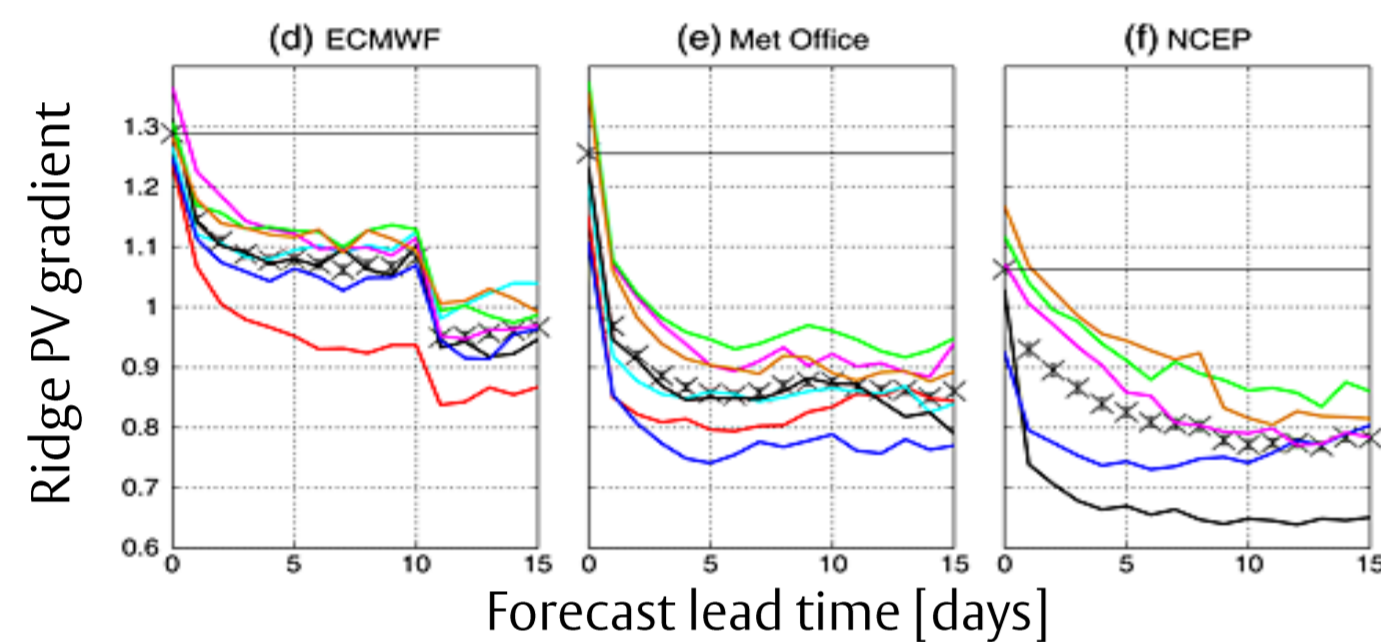 (d) ECMWF
(e) Met Office
(f) NCEP
Ridge PV gradient
1.3
1.2
1.1
1
0.9
0.8
0.7
0.6
0 5 10 15
0 5 10 15
0 5 10 15
Forecast lead time [days]